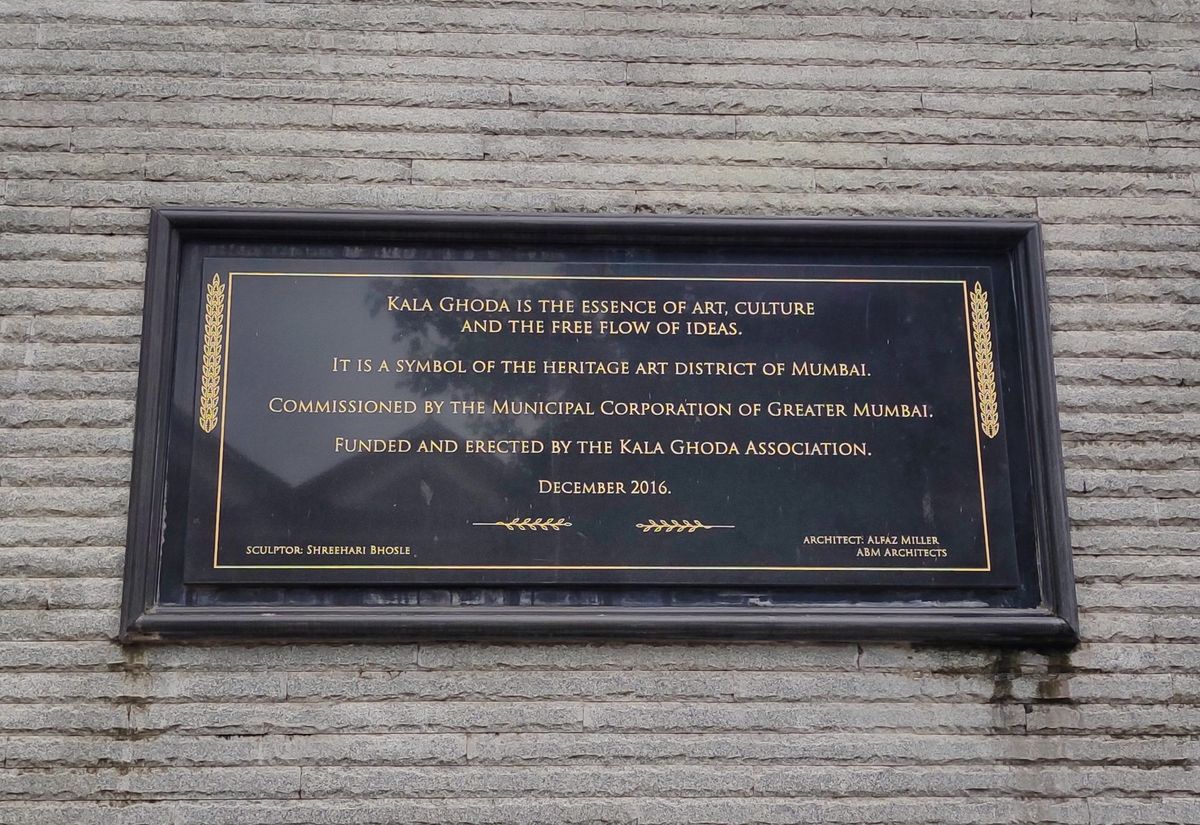 KALA GHODA IS THE ESSENCE OF ART, CULTURE
AND THE FREE FLOW OF IDEAS.
IT IS A SYMBOL OF THE HERITAGE ART DISTRICT OF MUMBAI.
COMMISSIONED BY THE MUNICIPAL CORPORATION OF GREATER MUMBAI.
FUNDED AND ERECTED BY THE KALA GHODA ASSOCIATION.
DECEMBER 2016.
SCULPTOR: SHREEHARI BHOSLE
ARCHITECT: ALFAZ MILLER
ABM ARCHITECTS